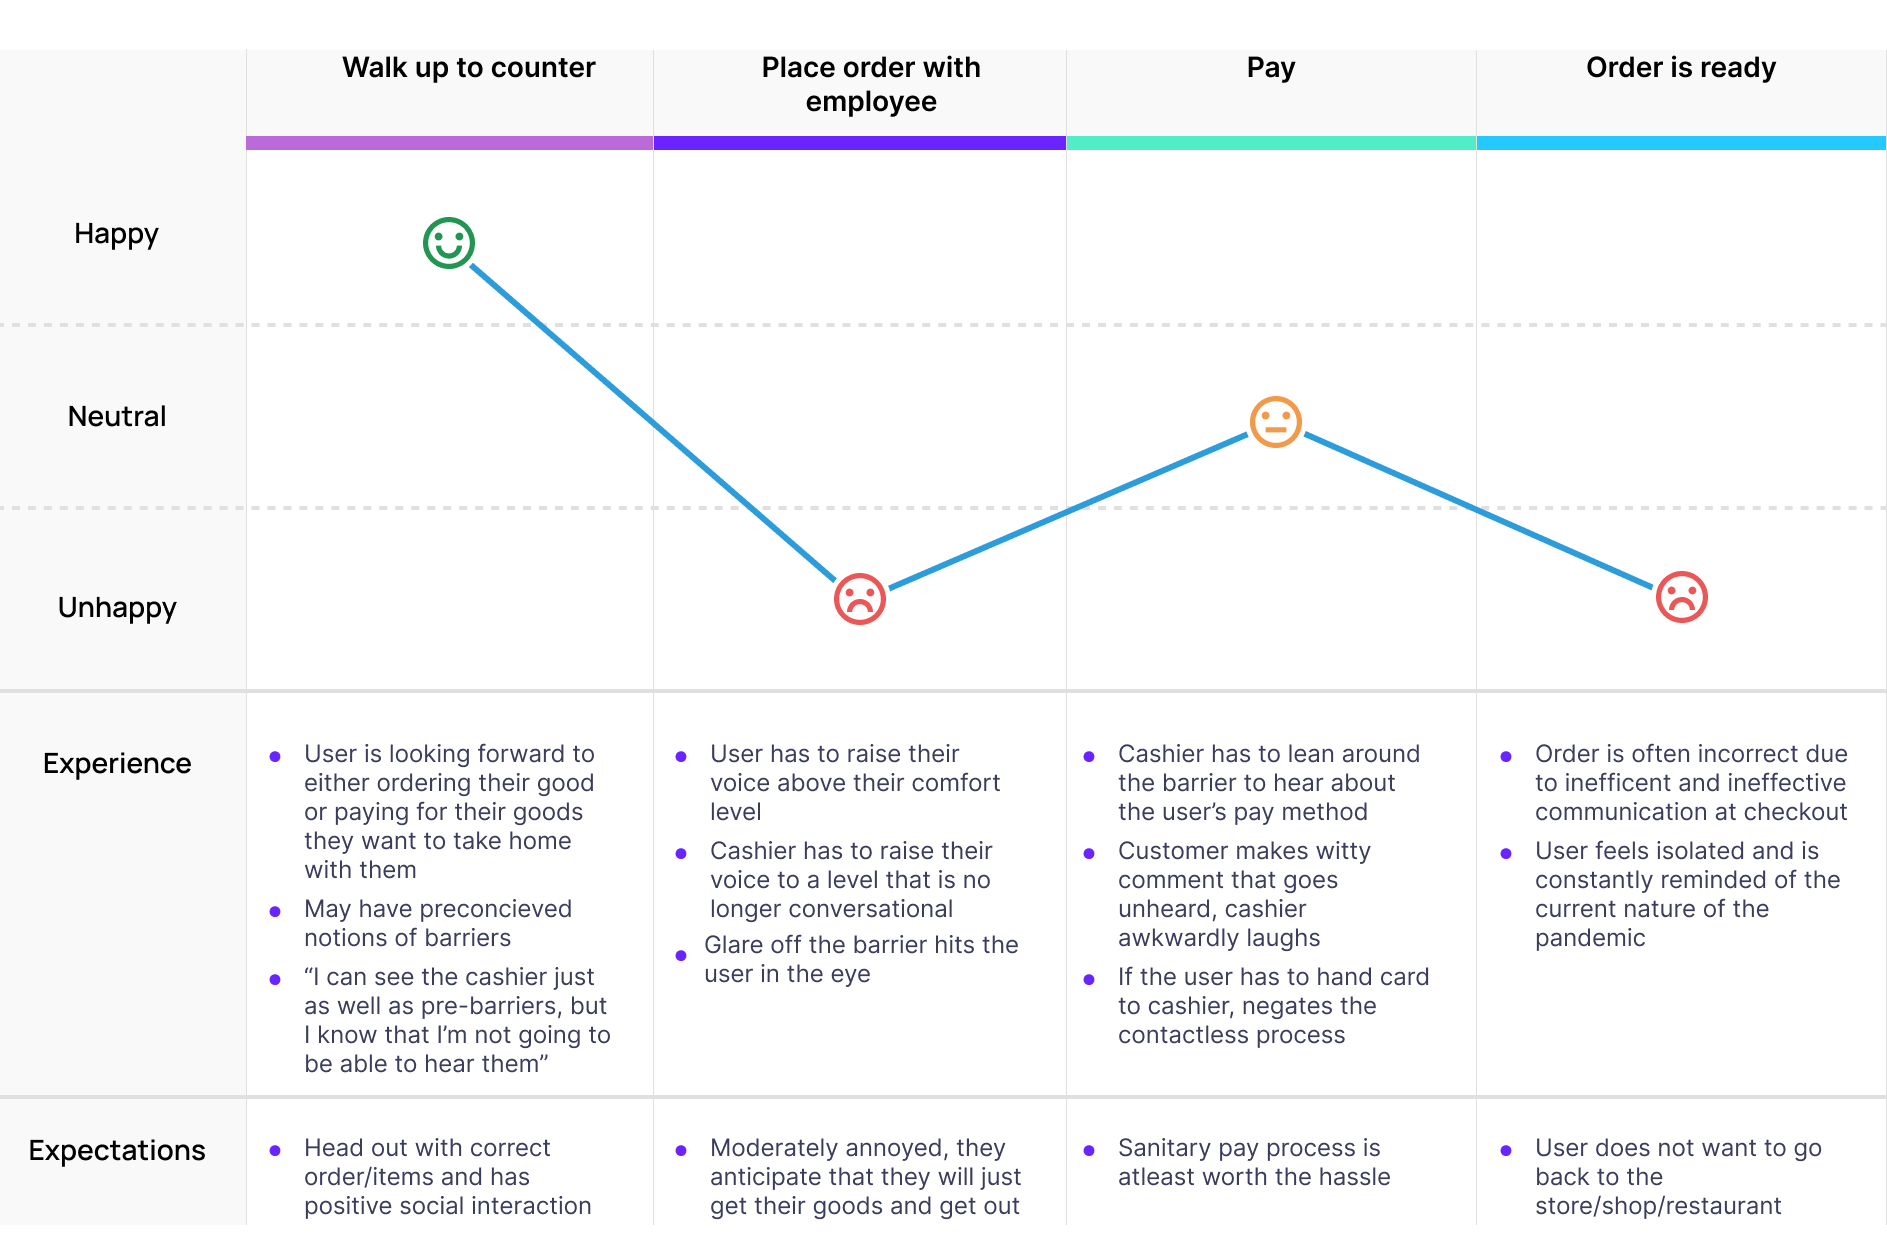 Walk up to counter
Place order with
employee
Pay
Order is ready
Happy
Neutral
Unhappy
Experience
User is looking forward to
either ordering their good
or paying for their goods
they want to take home
with them
May have preconcieved
notions of barriers
“I can see the cashier just
as well as pre-barriers, but
I know that I’m not going to
be able to hear them”
User has to raise their
voice above their comfort
level
Cashier has to raise their
voice to a level that is no
longer conversational
Glare off the barrier hits the
user in the eye
Cashier has to lean around
the barrier to hear about
the user’s pay method
Customer makes witty
comment that goes
unheard, cashier
awkwardly laughs
If the user has to hand card
to cashier, negates the
contactless process
Order is often incorrect due
to inefficent and ineffective
communication at checkout
User feels isolated and is
constantly reminded of the
current nature of the
pandemic
Expectations
Head out with correct
order/items and has
positive social interaction
Moderately annoyed, they
anticipate that they will just
get their goods and get out
Sanitary pay process is
atleast worth the hassle
User does not want to go
back to the
store/shop/restaurant